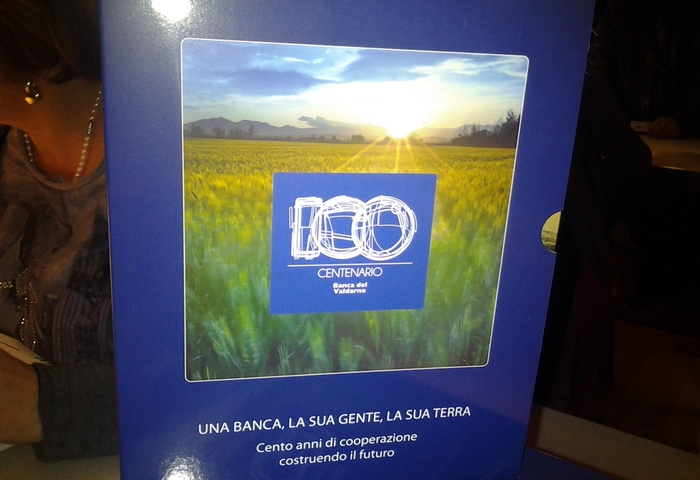 100
CENTENARIO
Banca del
Valdarno
UNA BANCA, LA SUA GENTE, LA SUA TERRA
Cento anni di cooperazione
costruendo il futuro